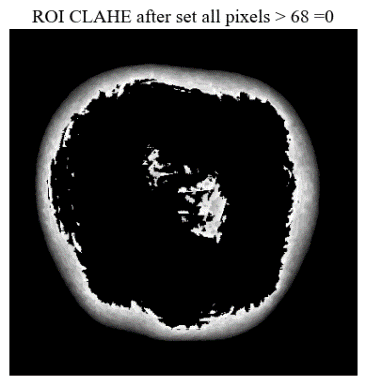 ROI CLAHE after set all pixels > 68 =0